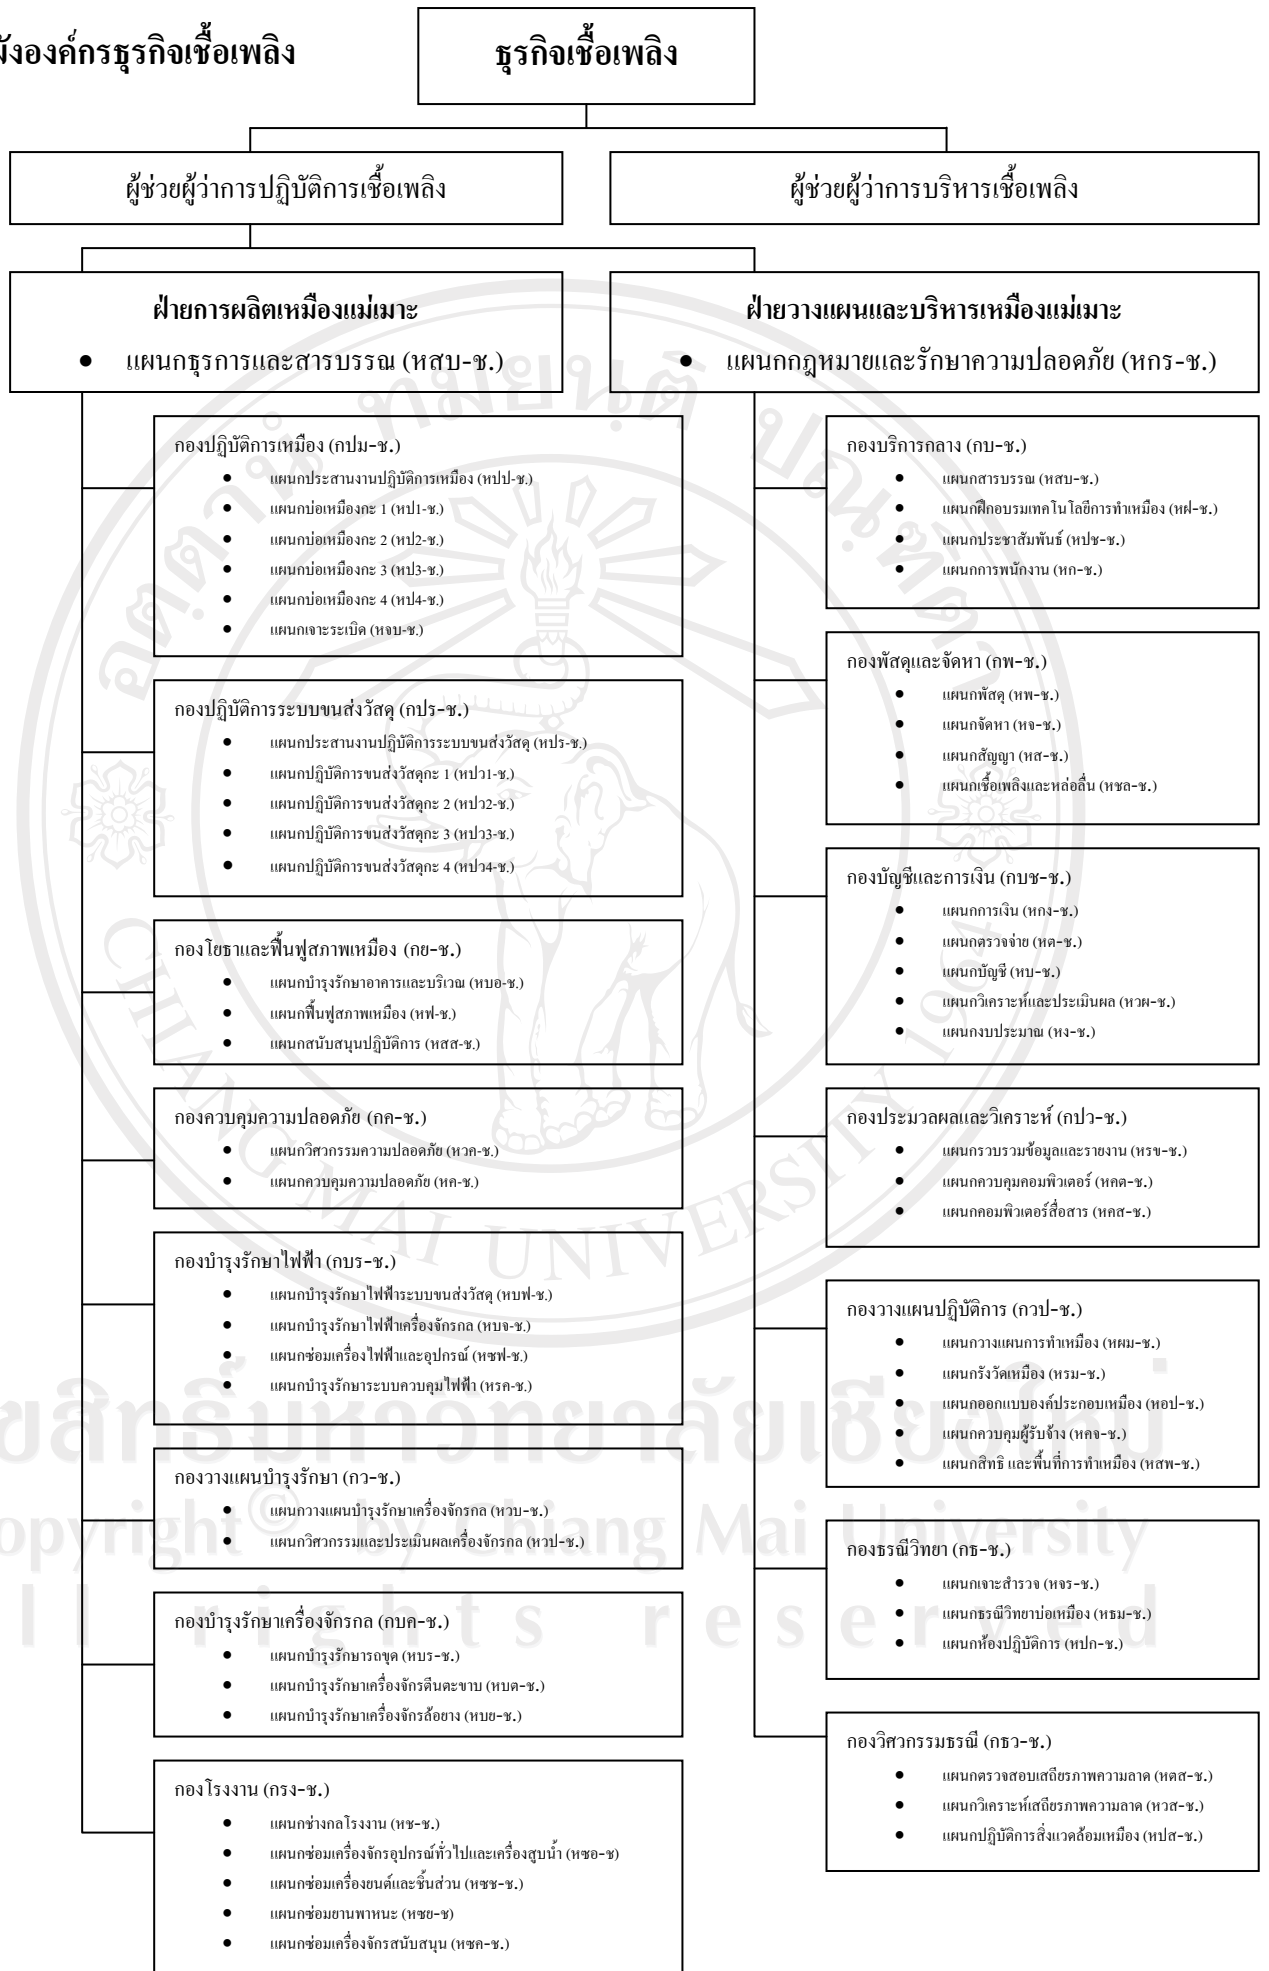 ังองค์กรธุรกิจเชื้อเพลิง
ธุรกิจเชื้อเพลิง
ผู้ช่วยผู้ว่าการปฏิบัติการเชื้อเพลิง
ผู้ช่วยผู้ว่าการบริหารเชื้อเพลิง
ฝ่ายการผลิตเหมืองแม่เมาะ
● แผนกธุรการและสารบรรณ (หสบ-ช.)
ฝ่ายวางแผนและบริหารเหมืองแม่เมาะ
● แผนกกฎหมายและรักษาความปลอดภัย (หกร-ช.)
กองปฏิบัติการเหมือง (กปม-ช.)
● แผนกประสานงานปฏิบัติการเหมือง (หปป-ช.)
● แผนกบ่อเหมืองกะ 1 (หป1-ช.)
● แผนกบ่อเหมืองกะ 2 (หป2-ช.)
● แผนกบ่อเหมืองกะ 3 (หป3-ช.)
● แผนกบ่อเหมืองกะ 4 (หป4-ช.)
● แผนกเจาะระเบิด (หจบ-ช.)
กองปฏิบัติการระบบขนส่งวัสดุ (กปร-ช.)
● แผนกประสานงานปฏิบัติการระบบขนส่งวัสดุ (หปร-ช.)
● แผนกปฏิบัติการขนส่งวัสดุกะ 1 (หปว1-ช.)
● แผนกปฏิบัติการขนส่งวัสดุกะ 2 (หปว2-ช.)
● แผนกปฏิบัติการขนส่งวัสดุกะ 3 (หปว3-ช.)
● แผนกปฏิบัติการขนส่งวัสดุกะ 4 (หปว4-ช.)
กองโยธาและฟื้นฟูสภาพเหมือง (กย-ช.)
● แผนกบำรุงรักษาอาคารและบริเวณ (หบอ-ช.)
● แผนกฟื้นฟูสภาพเหมือง (หฟ-ช.)
● แผนกสนับสนุนปฏิบัติการ (หสส-ช.)
กองควบคุมความปลอดภัย (กค-ช.)
● แผนกวิศวกรรมความปลอดภัย (หวค-ช.)
● แผนกควบคุมความปลอดภัย (หค-ช.)
กองบำรุงรักษาไฟฟ้า (กบร-ช.)
● แผนกบำรุงรักษาไฟฟ้าระบบขนส่งวัสดุ (หบฟ-ช.)
● แผนกบำรุงรักษาไฟฟ้าเครื่องจักรกล (หบจ-ช.)
● แผนกซ่อมเครื่องไฟฟ้าและอุปกรณ์ (หซฟ-ช.)
● แผนกบำรุงรักษาระบบควบคุมไฟฟ้า (หรค-ช.)
กองวางแผนบำรุงรักษา (กว-ช.)
● แผนกวางแผนบำรุงรักษาเครื่องจักรกล (หวบ-ช.)
● แผนกวิศวกรรมและประเมินผลเครื่องจักรกล (หวป-ช.)
กองบำรุงรักษาเครื่องจักรกล (กบค-ช.)
● แผนกบำรุงรักษารถขุด (หบร-ช.)
● แผนกบำรุงรักษาเครื่องจักรตีนตะขาบ (หบต-ช.)
● แผนกบำรุงรักษาเครื่องจักรล้อยาง (หบย-ช.)
กองโรงงาน (กรง-ช.)
● แผนกช่างกลโรงงาน (หช-ช.)
● แผนกซ่อมเครื่องจักรอุปกรณ์ทั่วไปและเครื่องสูบน้ำ (หซอ-ช)
● แผนกซ่อมเครื่องยนต์และชิ้นส่วน (หซช-ช.)
● แผนกซ่อมยานพาหนะ (หซย-ช)
● แผนกซ่อมเครื่องจักรสนับสนุน (หซค-ช.)
กองบริการกลาง (กบ-ช.)
● แผนกสารบรรณ (หสบ-ช.)
● แผนกฝึกอบรมเทคโนโลยีการทำเหมือง (หฝ-ช.)
● แผนกประชาสัมพันธ์ (หปช-ช.)
● แผนกการพนักงาน (หก-ช.)
กองพัสดุและจัดหา (กพ-ช.)
● แผนกพัสดุ (หพ-ช.)
● แผนกจัดหา (หจ-ช.)
● แผนกสัญญา (หส-ช.)
● แผนกเชื้อเพลิงและหล่อลื่น (หชล-ช.)
กองบัญชีและการเงิน (กบช-ช.)
● แผนกการเงิน (หกง-ช.)
● แผนกตรวจจ่าย (หต-ช.)
● แผนกบัญชี (หบ-ช.)
● แผนกวิเคราะห์และประเมินผล (หวผ-ช.)
● แผนกงบประมาณ (หง-ช.)
กองประมวลผลและวิเคราะห์ (กปว-ช.)
● แผนกรวบรวมข้อมูลและรายงาน (หรข-ช.)
● แผนกควบคุมคอมพิวเตอร์ (หคต-ช.)
● แผนกคอมพิวเตอร์สื่อสาร (หคส-ช.)
กองวางแผนปฏิบัติการ (กวป-ช.)
● แผนกวางแผนการทำเหมือง (หผม-ช.)
● แผนกรังวัดเหมือง (หรม-ช.)
● แผนกออกแบบองค์ประกอบเหมือง (หอป-ช.)
● แผนกควบคุมผู้รับจ้าง (หคจ-ช.)
● แผนกสิทธิ และพื้นที่การทำเหมือง (หสพ-ช.)
กองธรณีวิทยา (กธ-ช.)
● แผนกเจาะสำรวจ (หจร-ช.)
● แผนกธรณีวิทยาบ่อเหมือง (หธม-ช.)
● แผนกห้องปฏิบัติการ (หปก-ช.)
กองวิศวกรรมธรณี (กธว-ช.)
● แผนกตรวจสอบเสถียรภาพความลาด (หตส-ช.)
● แผนกวิเคราะห์เสถียรภาพความลาด (หวส-ช.)
● แผนกปฏิบัติการสิ่งแวดล้อมเหมือง (หปส-ช.)
CHIANG MAI UNIVERSITY 1964
ขสิทธิ์มหาวิทยาลัยเชียงใหม่
opyright © by Chiang Mai University
ll rights reserved